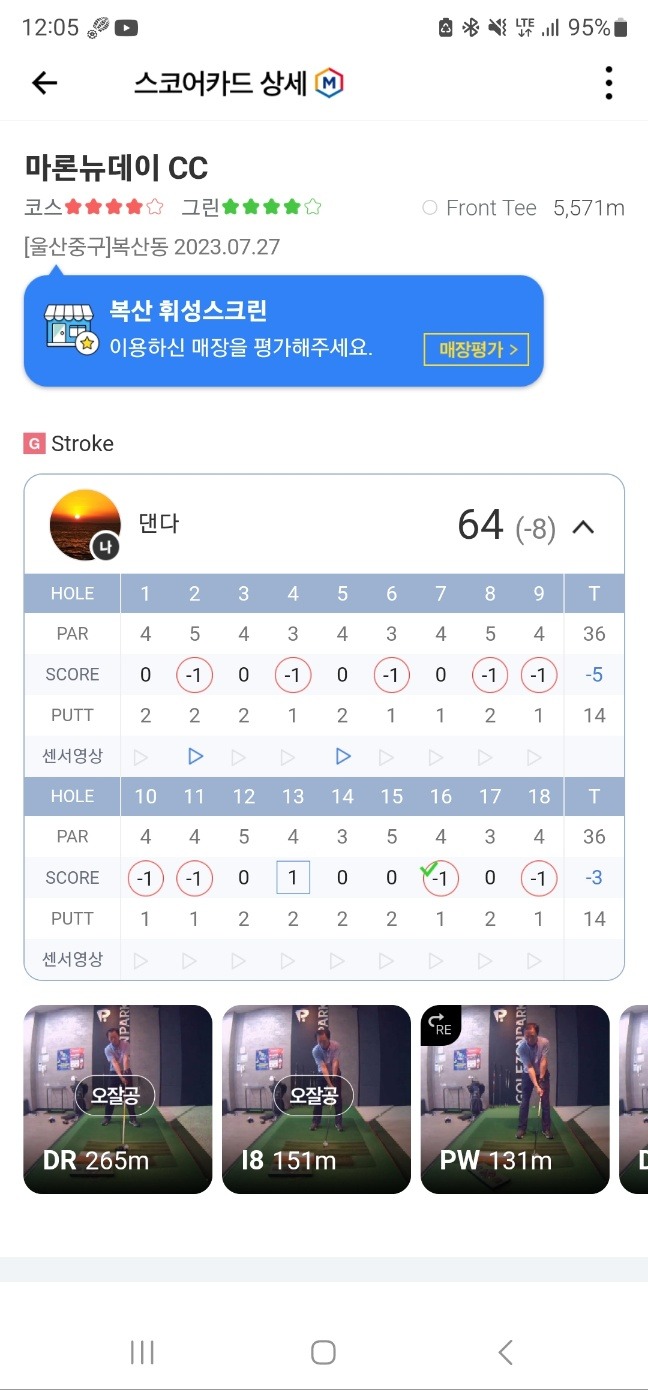 12:05 LTE 95%
스코어카드 상세 M
마론뉴데이 CC
코스 그린 Front Tee 5,571m
[울산중구]복산동 2023.07.27
복산 휘성스크린
이용하신 매장을 평가해주세요. 매장평가 >
G Stroke
댄다 64 (-8)
나
HOLE 1 2 3 4 5 6 7 8 9 T
PAR 4 5 4 3 4 3 4 5 4 36
SCORE 0 -1 0 -1 0 -1 0 -1 -1 -5
PUTT 2 2 2 1 2 1 1 2 1 14
센서영상
HOLE 10 11 12 13 14 15 16 17 18 T
PAR 4 4 5 4 3 5 4 3 4 36
SCORE -1 -1 0 1 0 0 -1 0 -1 -3
PUTT 1 1 2 2 2 2 1 2 1 14
센서영상
RE
GOLFZONPARK
오잘공 오잘공
DR 265m I8 151m PW 131m